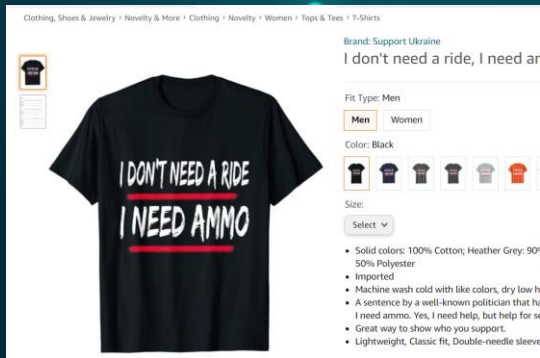 Clothing, Shoes & Jewelry › Novelty & More › Clothing › Novelty › Women › Tops & Tees › T-Shirts
Brand: Support Ukraine
I don't need a ride, I need am
Fit Type: Men
Men Women
Color: Black
Size:
Select
I DON'T NEED A RIDE
I NEED AMMO
• Solid colors: 100% Cotton; Heather Grey: 90%
50% Polyester
• Imported
• Machine wash cold with like colors, dry low h
• A sentence by a well-known politician that ha
I need ammo. Yes, I need help, but help for se
• Great way to show who you support.
• Lightweight, Classic fit, Double-needle sleeve